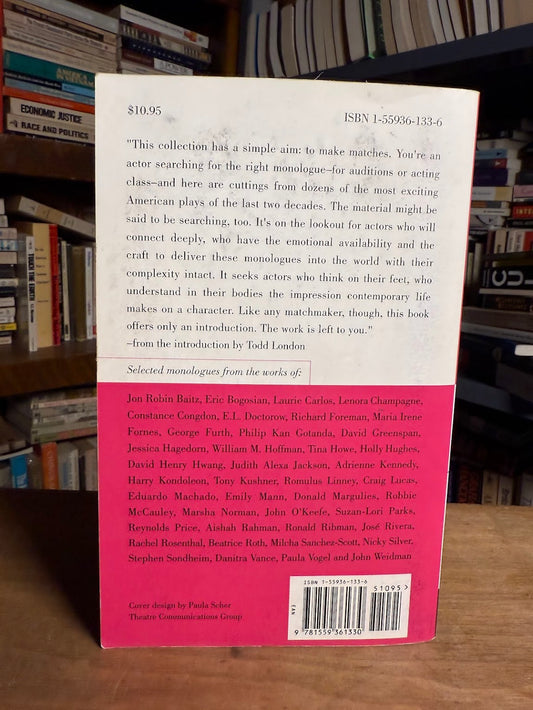 $10.95
ISBN 1-55936-133-6
"This collection has a simple aim: to make matches. You're an
actor searching for the right monologue–for auditions or acting
class–and here are cuttings from dozens of the most exciting
American plays of the last two decades. The material might be
said to be searching, too. It's on the lookout for actors who will
connect deeply, who have the emotional availability and the
craft to deliver these monologues into the world with their
complexity intact. It seeks actors who think on their feet, who
understand in their bodies the impression contemporary life
makes on a character. Like any matchmaker, though, this book
offers only an introduction. The work is left to you."
–from the introduction by Todd London
Selected monologues from the works of:
Jon Robin Baitz, Eric Bogosian, Laurie Carlos, Lenora Champagne,
Constance Congdon, E.L. Doctorow, Richard Foreman, Maria Irene
Fornes, George Furth, Philip Kan Gotanda, David Greenspan,
Jessica Hagedorn, William M. Hoffman, Tina Howe, Holly Hughes,
David Henry Hwang, Judith Alexa Jackson, Adrienne Kennedy,
Harry Kondoleon, Tony Kushner, Romulus Linney, Craig Lucas,
Eduardo Machado, Emily Mann, Donald Margulies, Robbie
McCauley, Marsha Norman, John O'Keefe, Suzan-Lori Parks,
Reynolds Price, Aishah Rahman, Ronald Ribman, José Rivera,
Rachel Rosenthal, Beatrice Roth, Milcha Sanchez-Scott, Nicky Silver,
Stephen Sondheim, Danitra Vance, Paula Vogel and John Weidman
Cover design by Paula Scher
Theatre Communications Group
ISBN 1-55936-133-6
51095>
EAN
9 781559 361330
ECONOMIC JUSTICE
RACE AND POLITICS